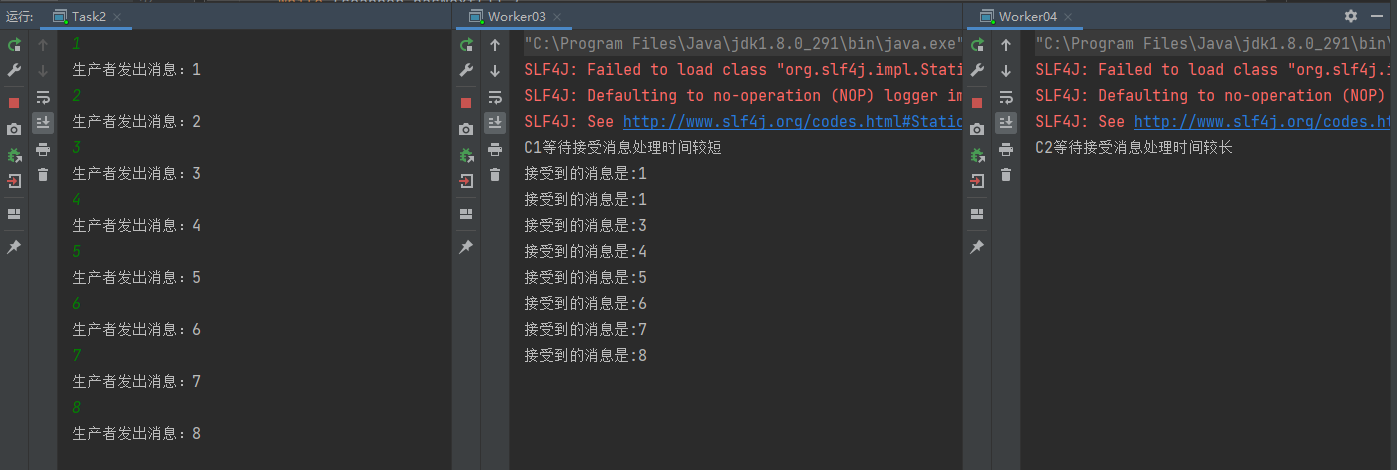 运行: Task2
1
生产者发出消息：1
2
生产者发出消息：2
3
生产者发出消息：3
4
生产者发出消息：4
5
生产者发出消息：5
6
生产者发出消息：6
7
生产者发出消息：7
8
生产者发出消息：8
Worker03
"C:\Program Files\Java\jdk1.8.0_291\bin\java.exe"
SLF4J: Failed to load class "org.slf4j.impl.Stati
SLF4J: Defaulting to no-operation (NOP) logger im
SLF4J: See http://www.slf4j.org/codes.html#Static
C1等待接受消息处理时间较短
接受到的消息是:1
接受到的消息是:1
接受到的消息是:3
接受到的消息是:4
接受到的消息是:5
接受到的消息是:6
接受到的消息是:7
接受到的消息是:8
Worker04
"C:\Program Files\Java\jdk1.8.0_291\bin\
SLF4J: Failed to load class "org.slf4j.i
SLF4J: Defaulting to no-operation (NOP)
SLF4J: See http://www.slf4j.org/codes.ht
C2等待接受消息处理时间较长